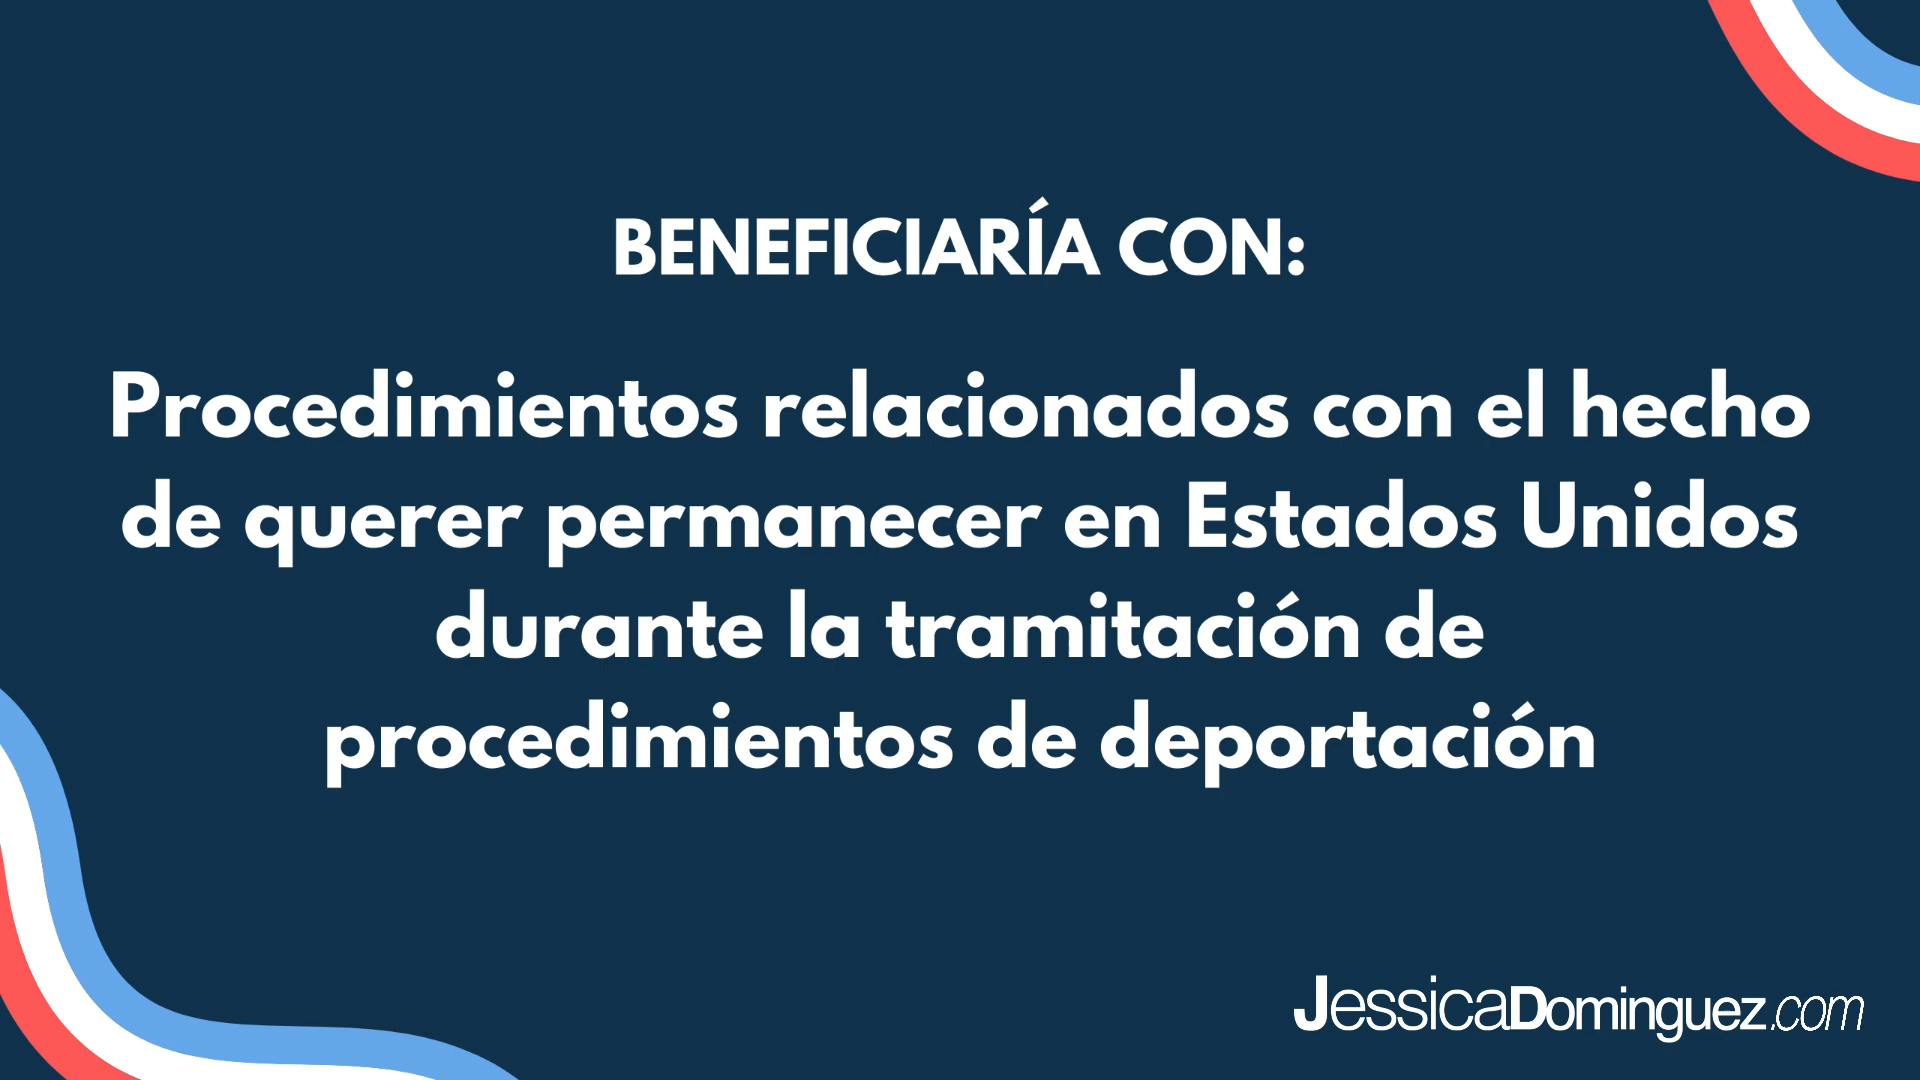 BENEFICIARÍA CON:
Procedimientos relacionados con el hecho
de querer permanecer en Estados Unidos
durante la tramitación de
procedimientos de deportación
JessicaDominguez.com